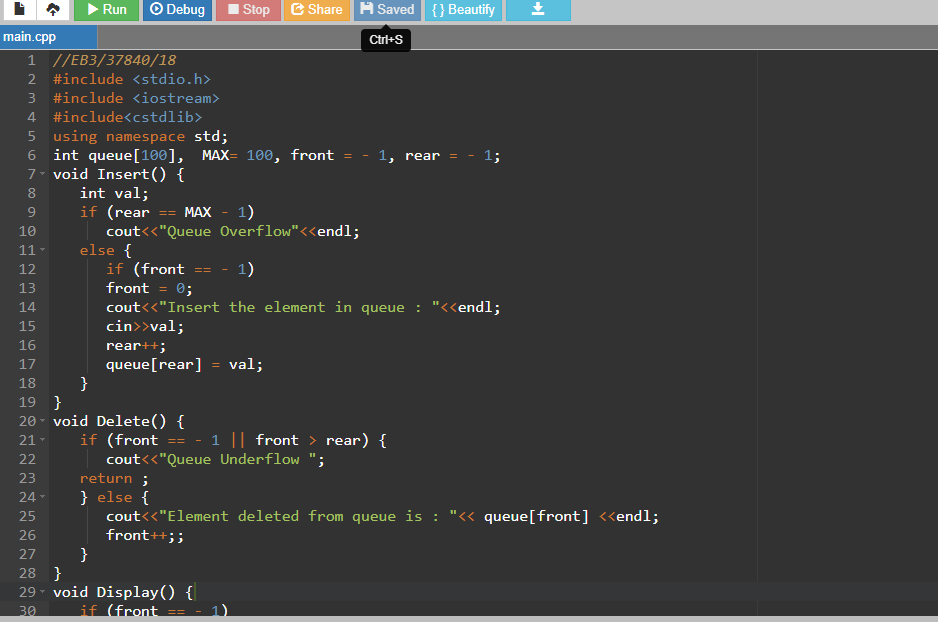 Run Debug Stop Share Saved { } Beautify
main.cpp
Ctrl+S
1 //EB3/37840/18
2 #include <stdio.h>
3 #include <iostream>
4 #include<cstdlib>
5 using namespace std;
6 int queue[100],  MAX= 100, front = - 1, rear = - 1;
7 void Insert() {
8    int val;
9    if (rear == MAX - 1)
10       cout<<"Queue Overflow"<<endl;
11    else {
12       if (front == - 1)
13       front = 0;
14       cout<<"Insert the element in queue : "<<endl;
15       cin>>val;
16       rear++;
17       queue[rear] = val;
18    }
19 }
20 void Delete() {
21    if (front == - 1 || front > rear) {
22       cout<<"Queue Underflow ";
23    return ;
24    } else {
25       cout<<"Element deleted from queue is : "<< queue[front] <<endl;
26       front++;;
27    }
28 }
29 void Display() {
30    if (front == - 1)